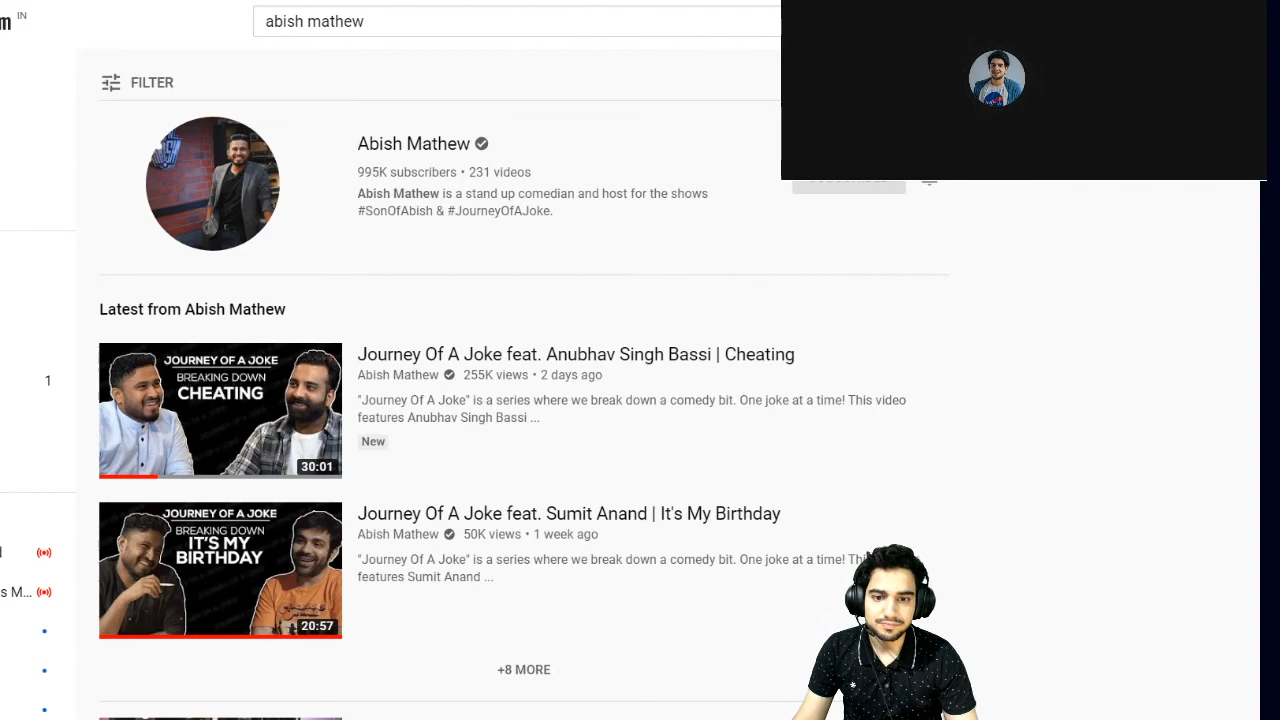 m IN
abish mathew
FILTER
Abish Mathew
995K subscribers • 231 videos
Abish Mathew is a stand up comedian and host for the shows
#SonOfAbish & #JourneyOfAJoke.
Latest from Abish Mathew
JOURNEY OF A JOKE
BREAKING DOWN
CHEATING
30:01
Journey Of A Joke feat. Anubhav Singh Bassi | Cheating
Abish Mathew 255K views • 2 days ago
"Journey Of A Joke" is a series where we break down a comedy bit. One joke at a time! This video
features Anubhav Singh Bassi ...
New
1
JOURNEY OF A JOKE
BREAKING DOWN
IT'S MY
BIRTHDAY
20:57
Journey Of A Joke feat. Sumit Anand | It's My Birthday
Abish Mathew 50K views • 1 week ago
"Journey Of A Joke" is a series where we break down a comedy bit. One joke at a time!
features Sumit Anand ...
d
s M...
+8 MORE